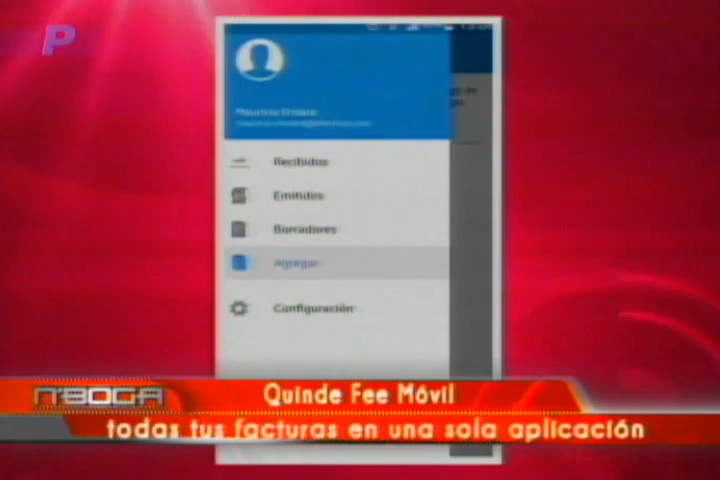 P
Recibidos
Emitidos
Borradores
Agregar
Configuración
N'BOGA
Quinde Fee Móvil
todas tus facturas en una sola aplicación